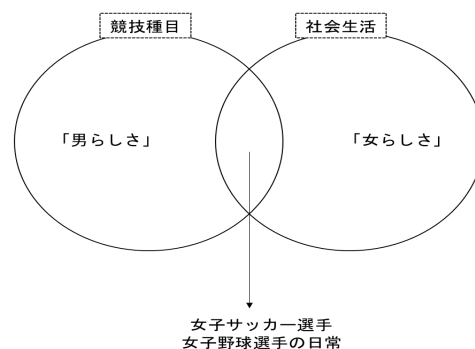 競技種目
社会生活
「男らしさ」
「女らしさ」
女子サッカー選手
女子野球選手の日常